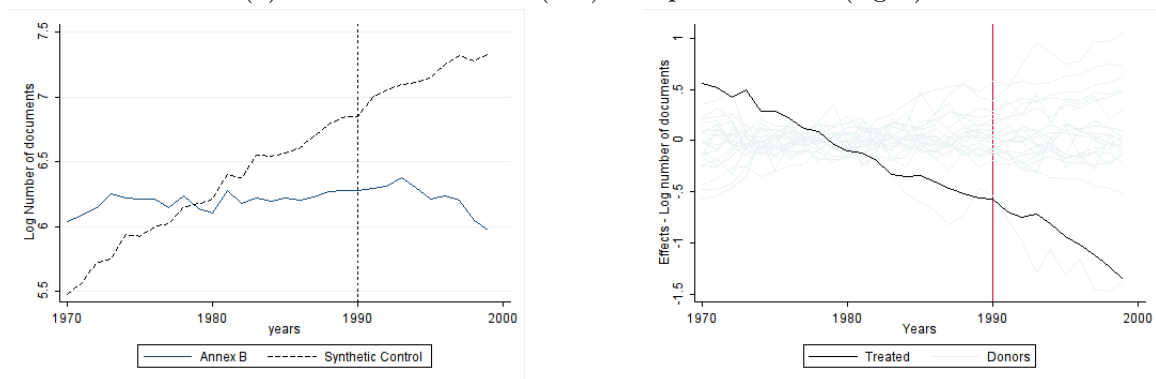 7.5
7
6.5
6
5.5
Log Number of documents
1970
1980
1990
2000
years
Annex B
Synthetic Control
1
.5
0
-.5
-1
-1.5
Effects - Log number of documents
1970
1980
1990
2000
Years
Treated
Donors